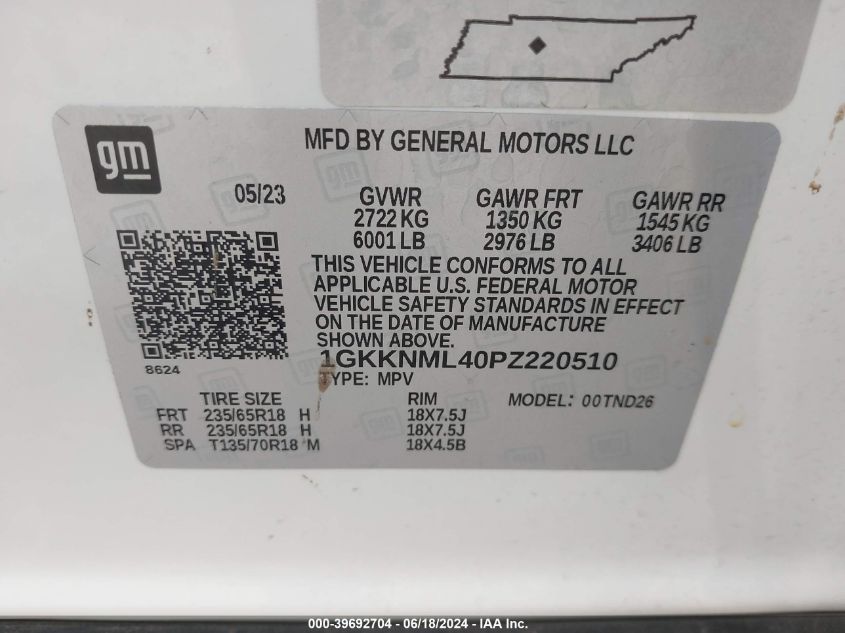 gm
MFD BY GENERAL MOTORS LLC
05/23 GVWR GAWR FRT GAWR RR
2722 KG 1350 KG 1545 KG
6001 LB 2976 LB 3406 LB
THIS VEHICLE CONFORMS TO ALL
APPLICABLE U.S. FEDERAL MOTOR
VEHICLE SAFETY STANDARDS IN EFFECT
ON THE DATE OF MANUFACTURE
SHOWN ABOVE.
8624
1GKKNML40PZ220510
TYPE: MPV
TIRE SIZE RIM MODEL: 00TND26
FRT 235/65R18 H 18X7.5J
RR 235/65R18 H 18X7.5J
SPA T135/70R18 M 18X4.5B
000-39692704 - 06/18/2024 - IAA Inc.